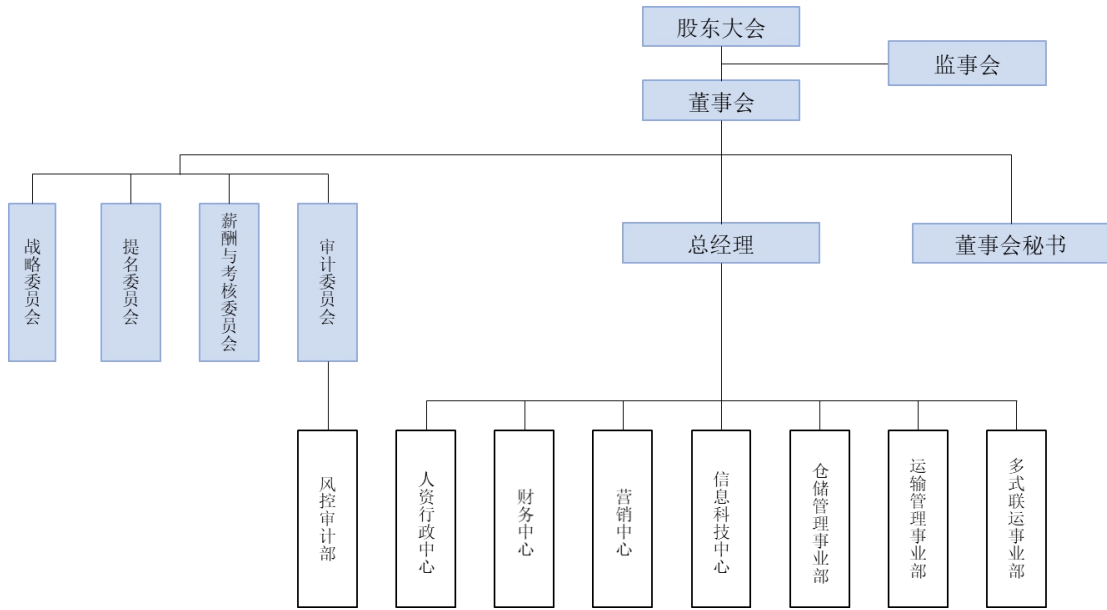 股东大会
监事会
董事会
战略委员会
提名委员会
薪酬与考核委员会
审计委员会
总经理
董事会秘书
风控审计部
人资行政中心
财务中心
营销中心
信息科技中心
仓储管理事业部
运输管理事业部
多式联运事业部